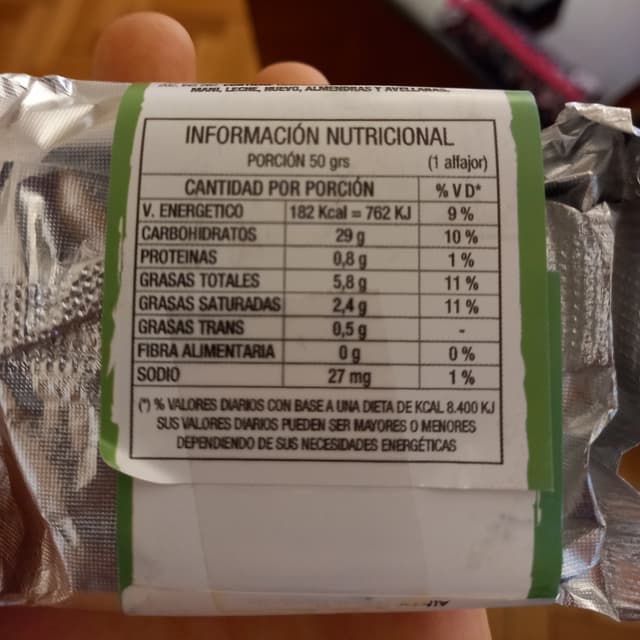 MANI, LECHE, HUEVO, ALMENDRAS Y AVELLANAS.
INFORMACIÓN NUTRICIONAL
PORCIÓN 50 grs (1 alfajor)
CANTIDAD POR PORCIÓN % V D*
V. ENERGETICO 182 Kcal = 762 KJ 9 %
CARBOHIDRATOS 29 g 10 %
PROTEINAS 0,8 g 1 %
GRASAS TOTALES 5,8 g 11 %
GRASAS SATURADAS 2,4 g 11 %
GRASAS TRANS 0,5 g -
FIBRA ALIMENTARIA 0 g 0 %
SODIO 27 mg 1 %
(*) % VALORES DIARIOS CON BASE A UNA DIETA DE KCAL 8.400 KJ
SUS VALORES DIARIOS PUEDEN SER MAYORES O MENORES
DEPENDIENDO DE SUS NECESIDADES ENERGÉTICAS